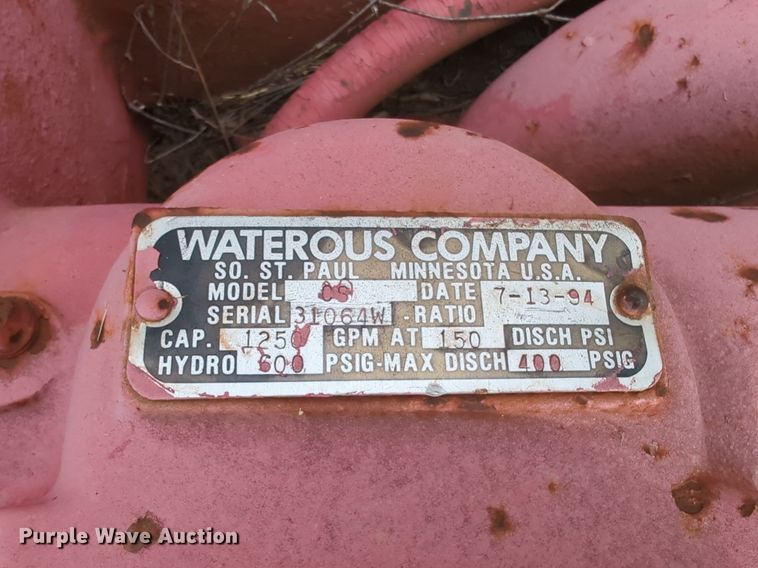 WATEROUS COMPANY
SO. ST. PAUL MINNESOTA U.S.A.
MODEL CS DATE 7-13-94
SERIAL 31064W - RATIO
CAP. 1250 GPM AT 150 DISCH PSI
HYDRO 600 PSIG-MAX DISCH 400 PSIG
Purple Wave Auction